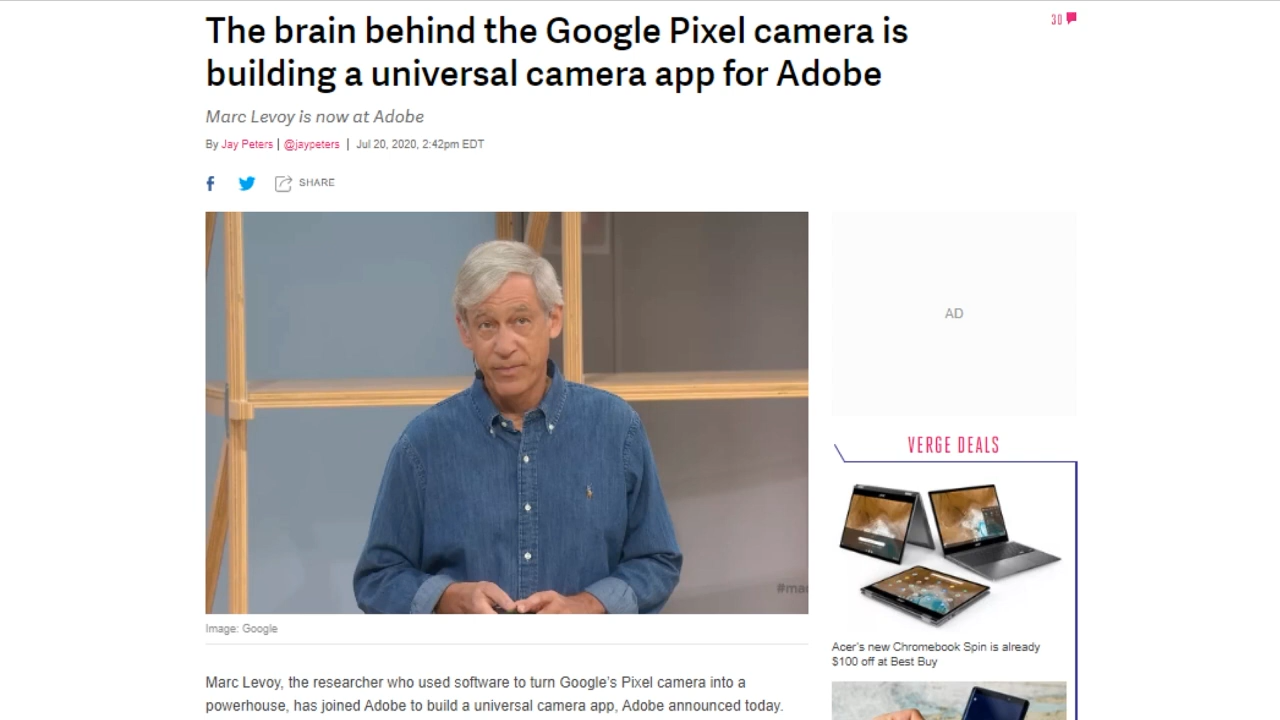 The brain behind the Google Pixel camera is
building a universal camera app for Adobe
30
Marc Levoy is now at Adobe
By Jay Peters | @jaypeters | Jul 20, 2020, 2:42pm EDT
SHARE
AD
VERGE DEALS
#ma
Image: Google
Acer's new Chromebook Spin is already
$100 off at Best Buy
Marc Levoy, the researcher who used software to turn Google’s Pixel camera into a
powerhouse, has joined Adobe to build a universal camera app, Adobe announced today.